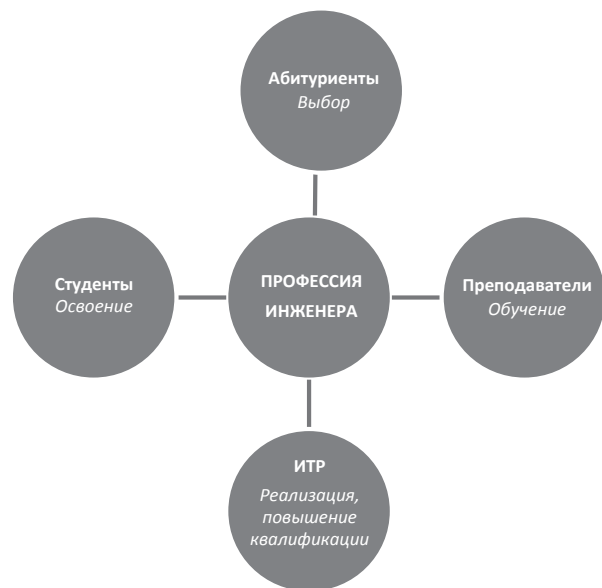 Абитуриенты
Выбор
Студенты
Освоение
ПРОФЕССИЯ
ИНЖЕНЕРА
Преподаватели
Обучение
ИТР
Реализация,
повышение
квалификации